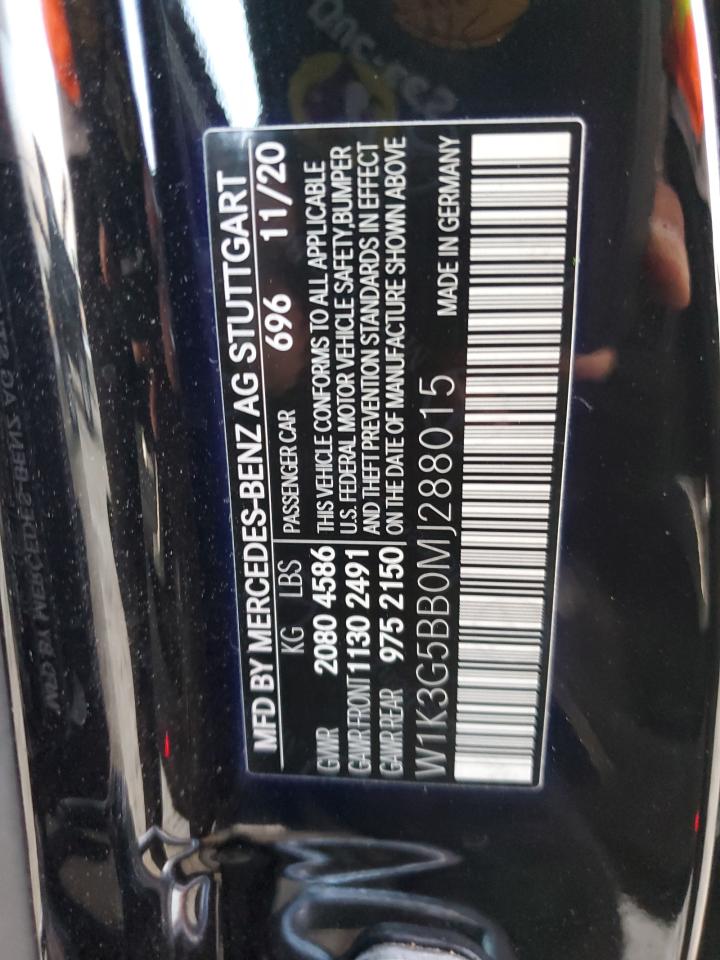 MFD BY MERCEDES-BENZ AG STUTTGART
KG LBS PASSENGER CAR 696 11/20
GVWR 2080 4586
GAWR FRONT 1130 2491
GAWR REAR 975 2150
THIS VEHICLE CONFORMS TO ALL APPLICABLE
U.S. FEDERAL MOTOR VEHICLE SAFETY,BUMPER
AND THEFT PREVENTION STANDARDS IN EFFECT
ON THE DATE OF MANUFACTURE SHOWN ABOVE
W1K3G5BB0MJ288015 MADE IN GERMANY